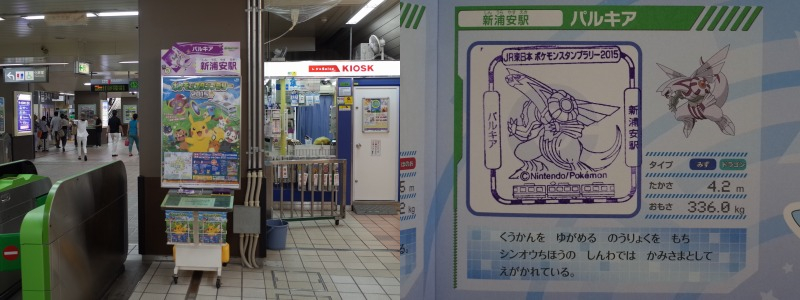 パルキア
新浦安駅
KIOSK
新浦安駅 パルキア
JR東日本 ポケモンスタンプラリー2015
パルキア
新浦安駅
©Nintendo/Pokémon
タイプ みず ドラゴン
たかさ 4.2 m
おもさ 336.0 kg
くうかんを ゆがめる のうりょくを もち
シンオウちほうの しんわでは かみさまとして
えがかれている。